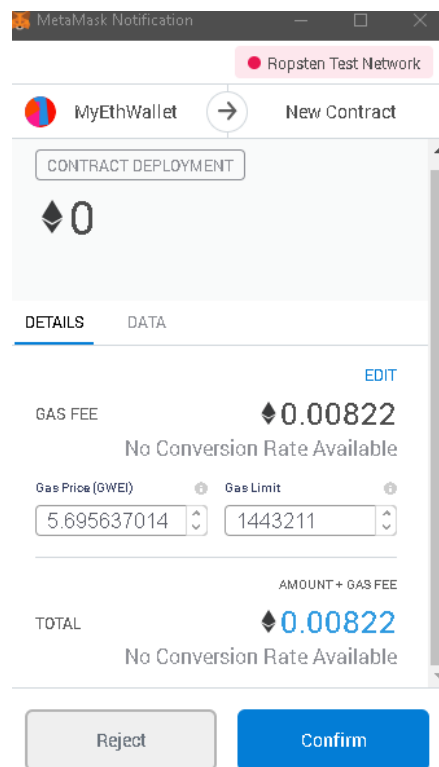 MetaMask Notification
Ropsten Test Network
MyEthWallet New Contract
CONTRACT DEPLOYMENT
0
DETAILS DATA
EDIT
GAS FEE 0.00822
No Conversion Rate Available
Gas Price (GWEI) Gas Limit
5.695637014 1443211
AMOUNT + GAS FEE
TOTAL 0.00822
No Conversion Rate Available
Reject Confirm